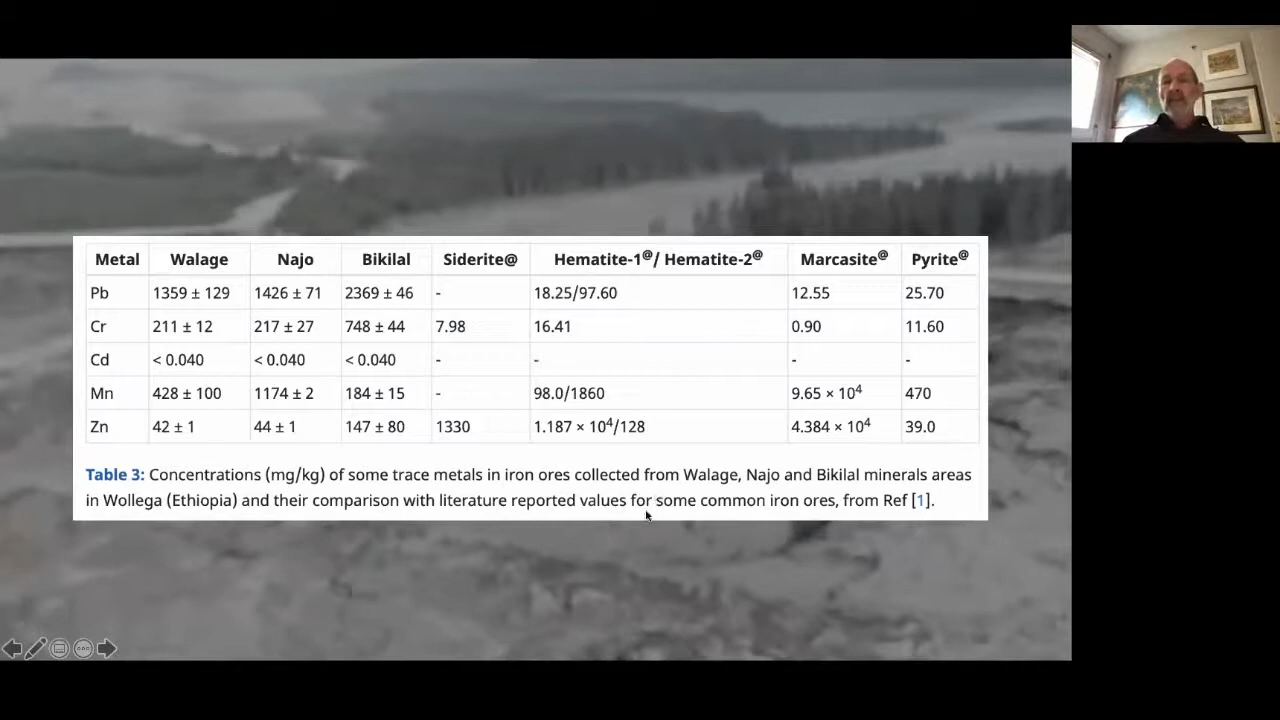 Metal Walage Najo Bikilal Siderite@ Hematite-1@/ Hematite-2@ Marcasite@ Pyrite@
Pb 1359 ± 129 1426 ± 71 2369 ± 46 - 18.25/97.60 12.55 25.70
Cr 211 ± 12 217 ± 27 748 ± 44 7.98 16.41 0.90 11.60
Cd < 0.040 < 0.040 < 0.040 - - - -
Mn 428 ± 100 1174 ± 2 184 ± 15 - 98.0/1860 9.65 × 10⁴ 470
Zn 42 ± 1 44 ± 1 147 ± 80 1330 1.187 × 10⁴/128 4.384 × 10⁴ 39.0
Table 3: Concentrations (mg/kg) of some trace metals in iron ores collected from Walage, Najo and Bikilal minerals areas
in Wollega (Ethiopia) and their comparison with literature reported values for some common iron ores, from Ref [1].